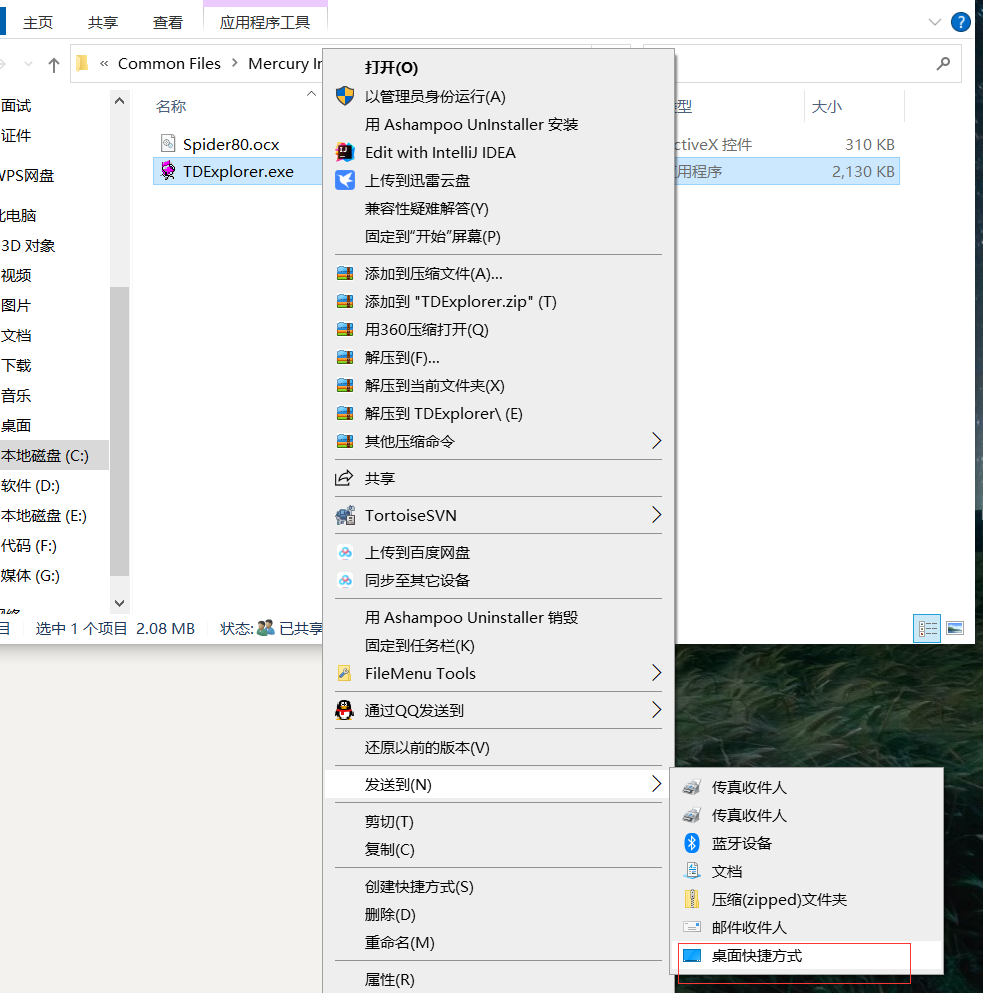 主页 共享 查看 应用程序工具
« Common Files > Mercury In
名称 型 大小
Spider80.ocx ctiveX 控件 310 KB
TDExplorer.exe 用程序 2,130 KB
面试
证件
WPS网盘
此电脑
3D 对象
视频
图片
文档
下载
音乐
桌面
本地磁盘 (C:)
软件 (D:)
本地磁盘 (E:)
代码 (F:)
媒体 (G:)
网络
目 选中 1 个项目 2.08 MB 状态: 已共享
打开(O)
以管理员身份运行(A)
用 Ashampoo UnInstaller 安装
Edit with IntelliJ IDEA
上传到迅雷云盘
兼容性疑难解答(Y)
固定到“开始”屏幕(P)
添加到压缩文件(A)...
添加到 "TDExplorer.zip" (T)
用360压缩打开(Q)
解压到(F)...
解压到当前文件夹(X)
解压到 TDExplorer\ (E)
其他压缩命令
共享
TortoiseSVN
上传到百度网盘
同步至其它设备
用 Ashampoo Uninstaller 销毁
固定到任务栏(K)
FileMenu Tools
通过QQ发送到
还原以前的版本(V)
发送到(N)
剪切(T)
复制(C)
创建快捷方式(S)
删除(D)
重命名(M)
属性(R)
传真收件人
传真收件人
蓝牙设备
文档
压缩(zipped)文件夹
邮件收件人
桌面快捷方式